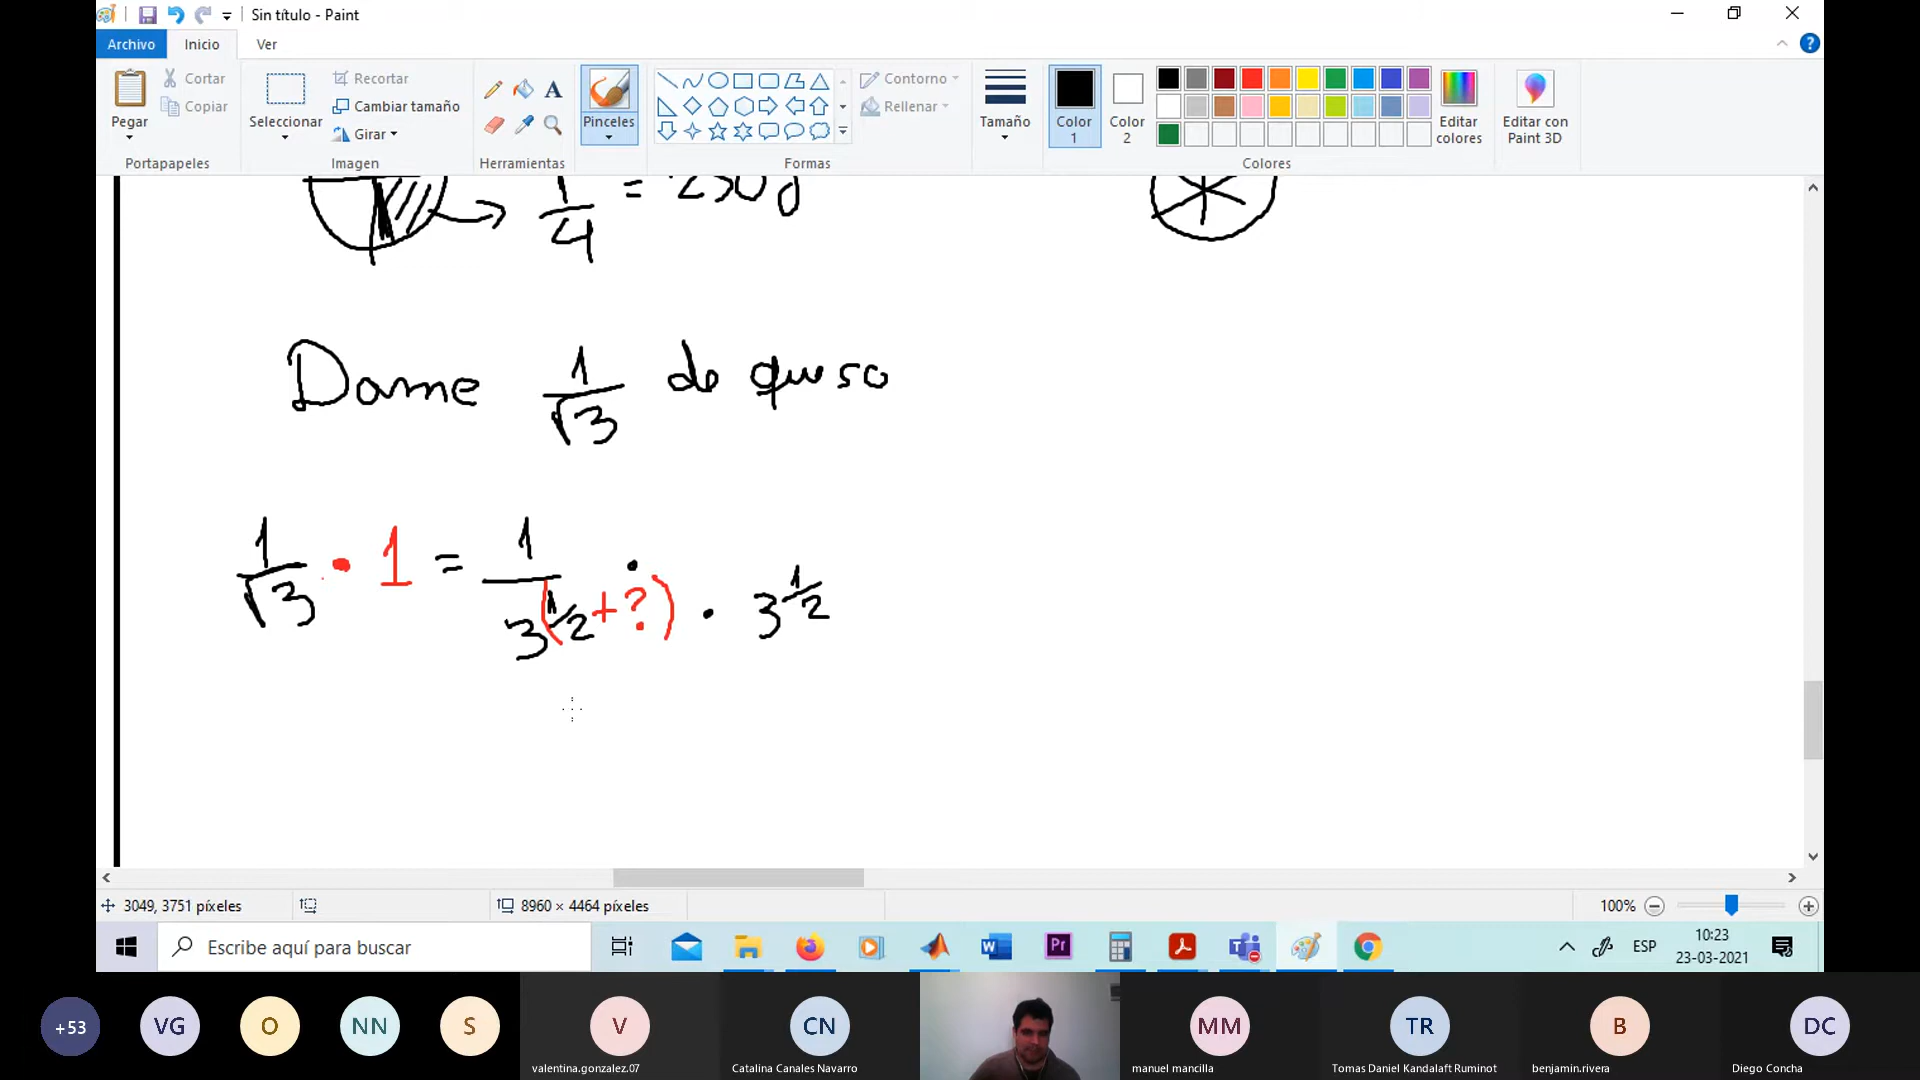 Sin título - Paint
Archivo Inicio Ver
Pegar
Cortar
Copiar
Portapapeles
Seleccionar
Recortar
Cambiar tamaño
Girar
Imagen
A
Herramientas
Pinceles
Formas
Contorno
Rellenar
Tamaño
Color 1
Color 2
Editar colores
Colores
Editar con Paint 3D
1/4 = 250g
Dame 1/√3 de queso
1/√3 • 1 = 1/3^(1/2 + ?) • • 3^1/2
3049, 3751 píxeles
8960 × 4464 píxeles
100%
Escribe aquí para buscar
W
Pr
ESP
10:23
23-03-2021
+53
VG
O
NN
S
V
valentina.gonzalez.07
CN
Catalina Canales Navarro
MM
manuel mancilla
TR
Tomas Daniel Kandalaft Ruminot
B
benjamin.rivera
DC
Diego Concha